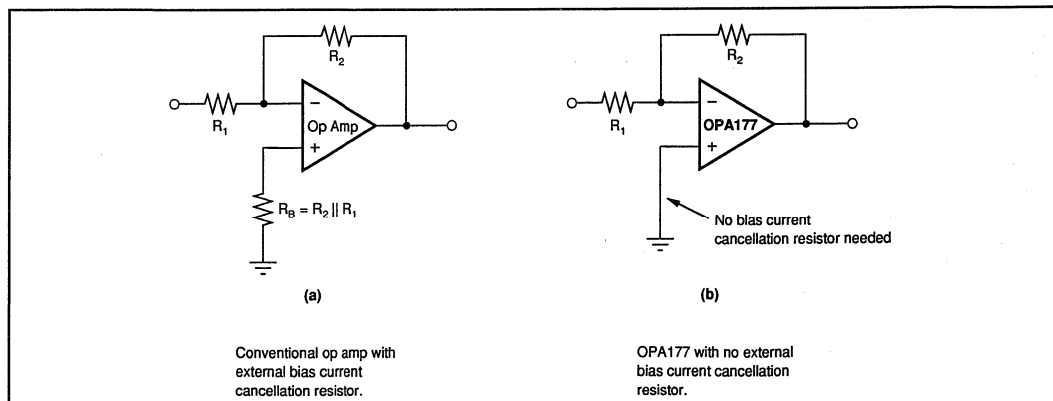 R2
R1
−
Op Amp
+
RB = R2 || R1
(a)
Conventional op amp with
external bias current
cancellation resistor.
R2
R1
−
OPA177
+
No bias current
cancellation resistor needed
(b)
OPA177 with no external
bias current cancellation
resistor.